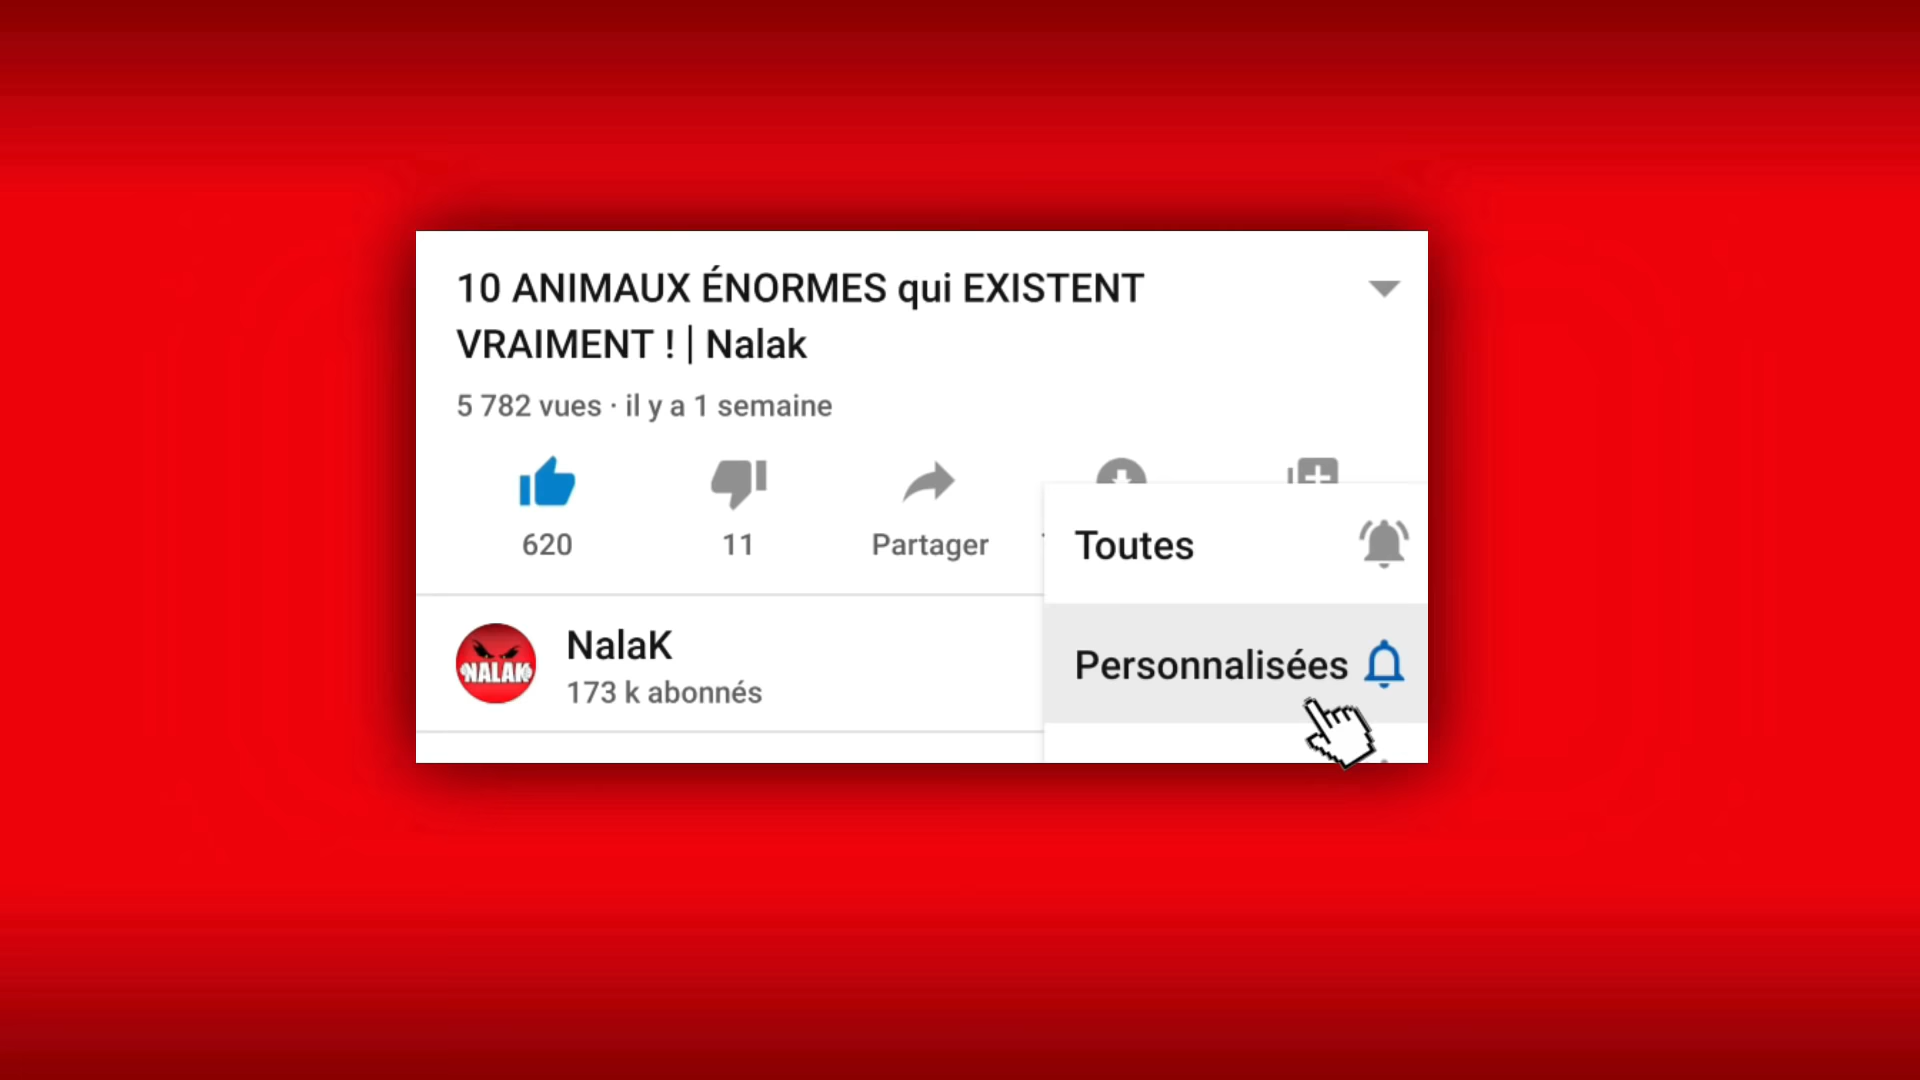 10 ANIMAUX ÉNORMES qui EXISTENT
VRAIMENT ! | Nalak
5 782 vues · il y a 1 semaine
620
11
Partager
Toutes
Personnalisées
NALAK
NalaK
173 k abonnés